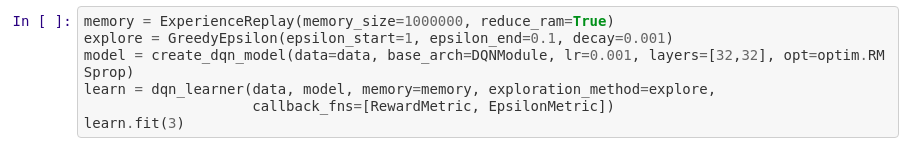 In [ ]: memory = ExperienceReplay(memory_size=1000000, reduce_ram=True)
explore = GreedyEpsilon(epsilon_start=1, epsilon_end=0.1, decay=0.001)
model = create_dqn_model(data=data, base_arch=DQNModule, lr=0.001, layers=[32,32], opt=optim.RM
Sprop)
learn = dqn_learner(data, model, memory=memory, exploration_method=explore,
                    callback_fns=[RewardMetric, EpsilonMetric])
learn.fit(3)